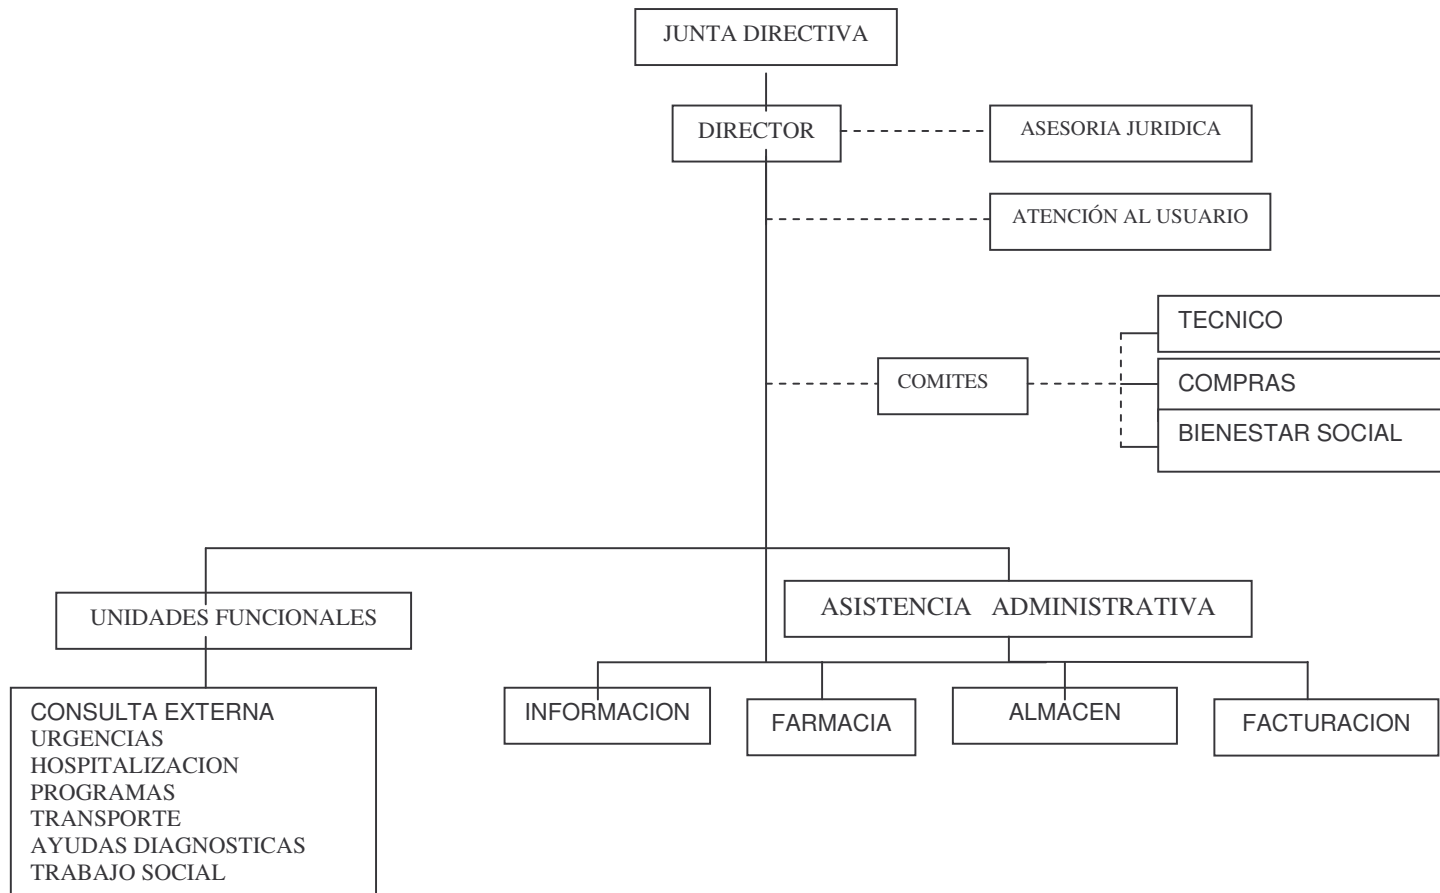 JUNTA DIRECTIVA
DIRECTOR
ASESORIA JURIDICA
ATENCIÓN AL USUARIO
TECNICO
COMITES
COMPRAS
BIENESTAR SOCIAL
UNIDADES FUNCIONALES
ASISTENCIA ADMINISTRATIVA
CONSULTA EXTERNA
URGENCIAS
HOSPITALIZACION
PROGRAMAS
TRANSPORTE
AYUDAS DIAGNOSTICAS
TRABAJO SOCIAL
INFORMACION
FARMACIA
ALMACEN
FACTURACION